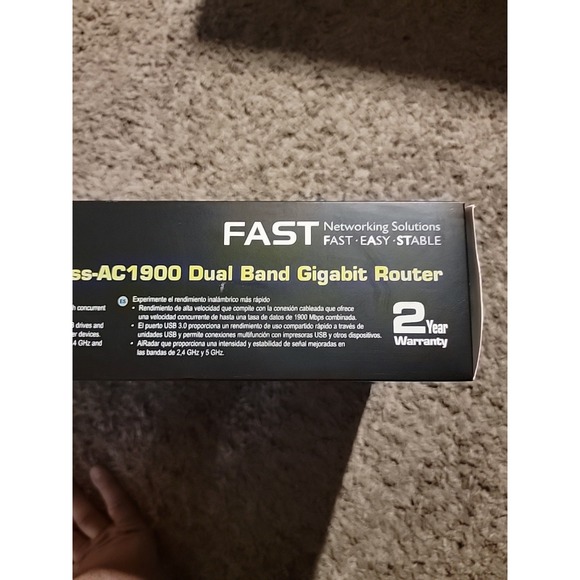 FAST Networking Solutions
FAST · EASY · STABLE
ss-AC1900 Dual Band Gigabit Router
h concurrent
drives and
er devices.
.4 GHz and
ES Experimente el rendimiento inalámbrico más rápido
• Rendimiento de alta velocidad que compite con la conexión cableada que ofrece
una velocidad concurrente de hasta una tasa de datos de 1900 Mbps combinada.
• El puerto USB 3.0 proporciona un rendimiento de uso compartido rápido a través de
unidades USB y permite conexiones multifunción con impresoras USB y otros dispositivos.
• AiRadar que proporciona una intensidad y estabilidad de señal mejoradas en
las bandas de 2,4 GHz y 5 GHz.
2 Year
Warranty